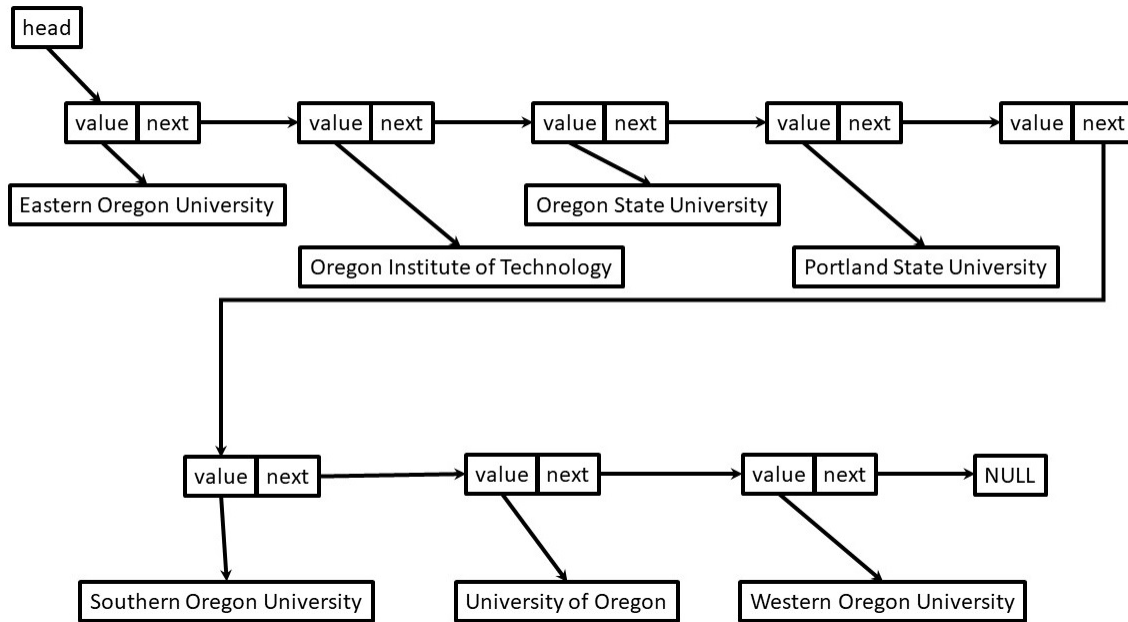 head
value next value next value next value next value next
Eastern Oregon University
Oregon State University
Oregon Institute of Technology
Portland State University
value next value next value next NULL
Southern Oregon University
University of Oregon
Western Oregon University